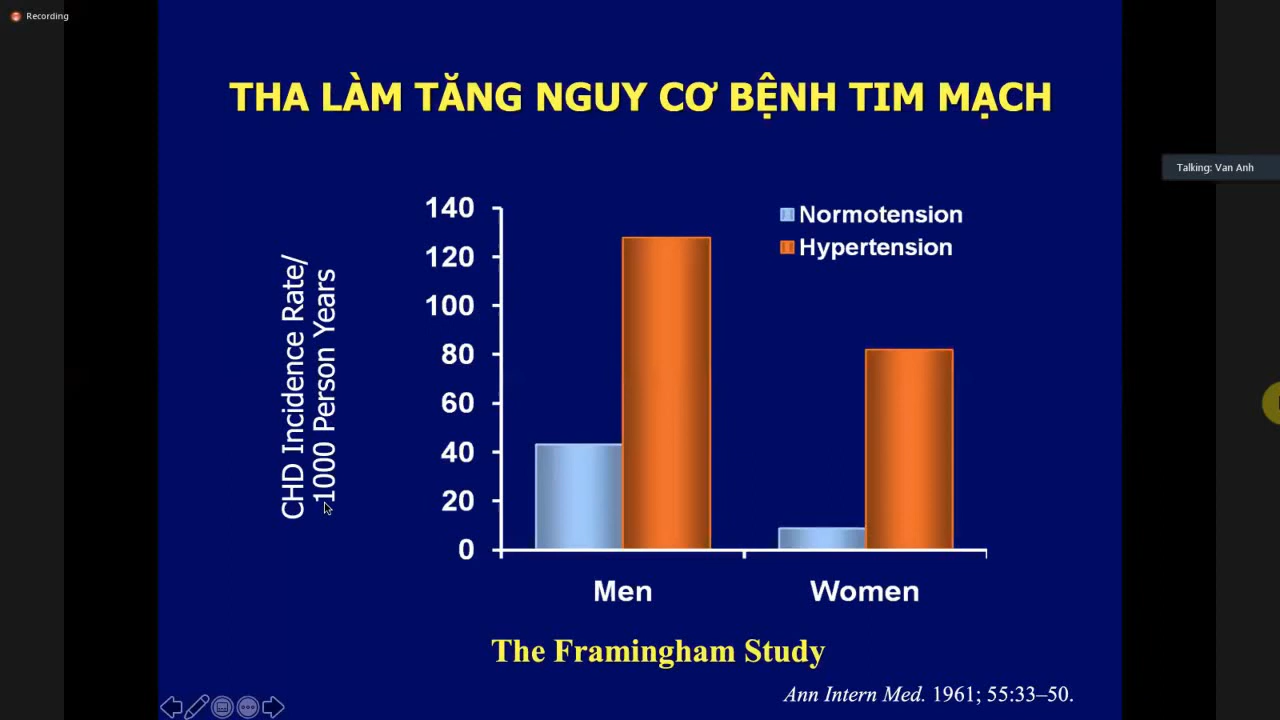 Recording
THA LÀM TĂNG NGUY CƠ BỆNH TIM MẠCH
Talking: Van Anh
CHD Incidence Rate/
1000 Person Years
140
120
100
80
60
40
20
0
Normotension
Hypertension
Men
Women
The Framingham Study
Ann Intern Med. 1961; 55:33–50.